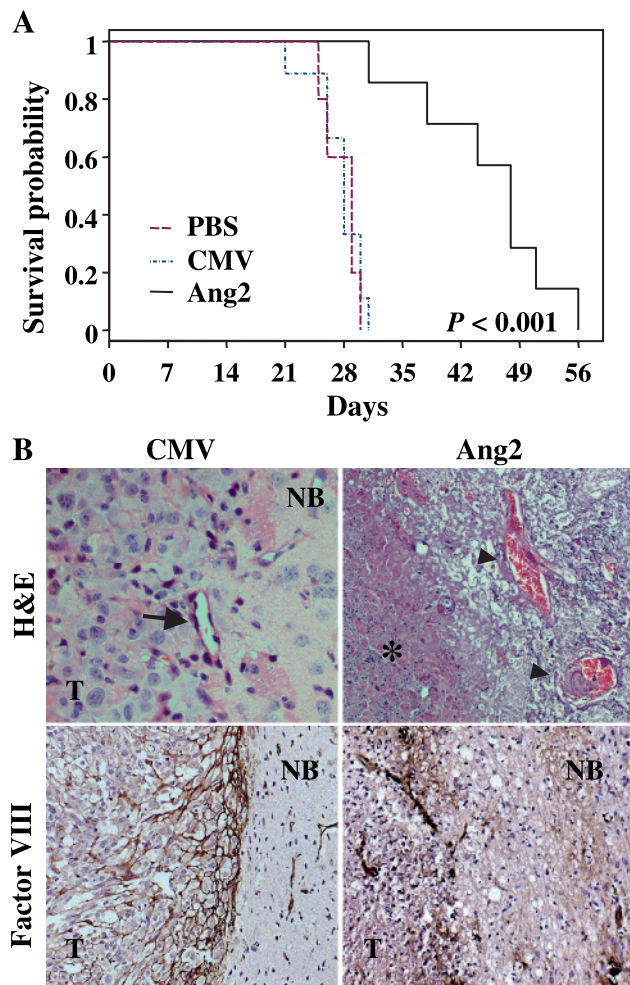 A
Survival probability
1
0.8
0.6
0.4
0.2
0
PBS
CMV
Ang2
P < 0.001
0 7 14 21 28 35 42 49 56
Days
B
CMV Ang2
H&E
NB
T
*
Factor VIII
NB NB
T T